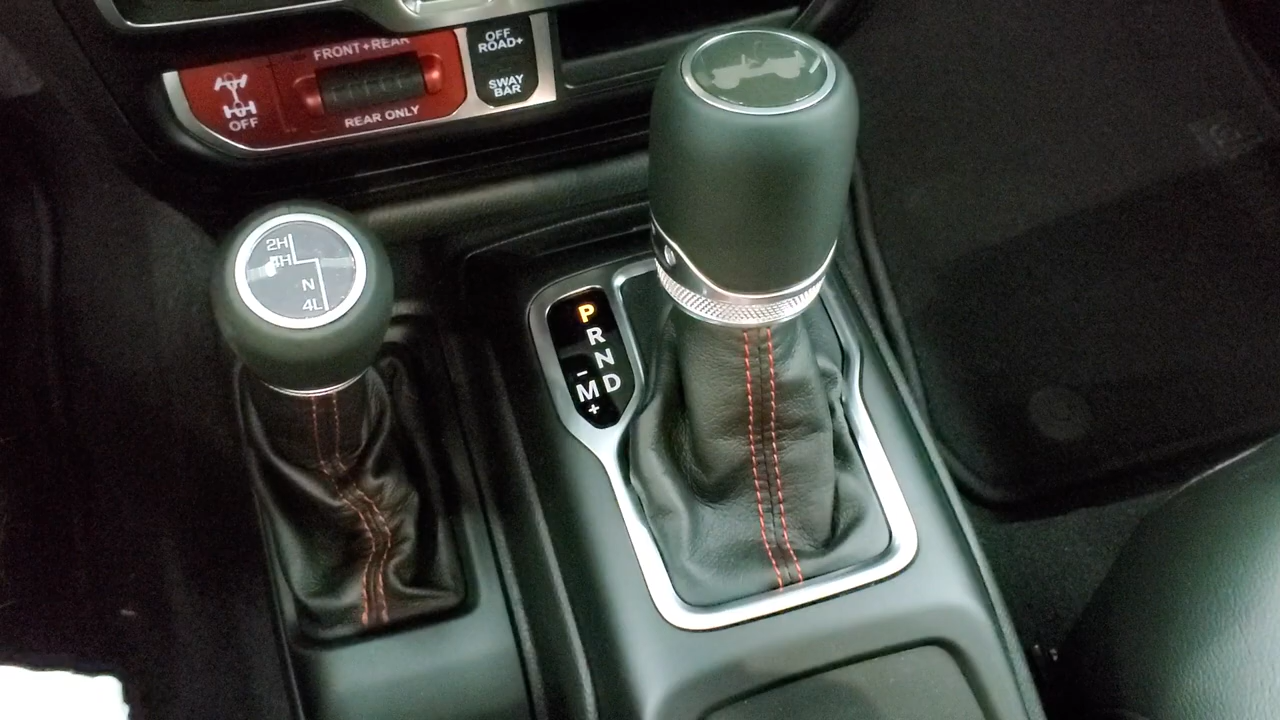 FRONT+REAR
OFF
REAR ONLY
OFF
ROAD+
SWAY
BAR
2H
4H
N
4L
P
R
N
D
-
M
+